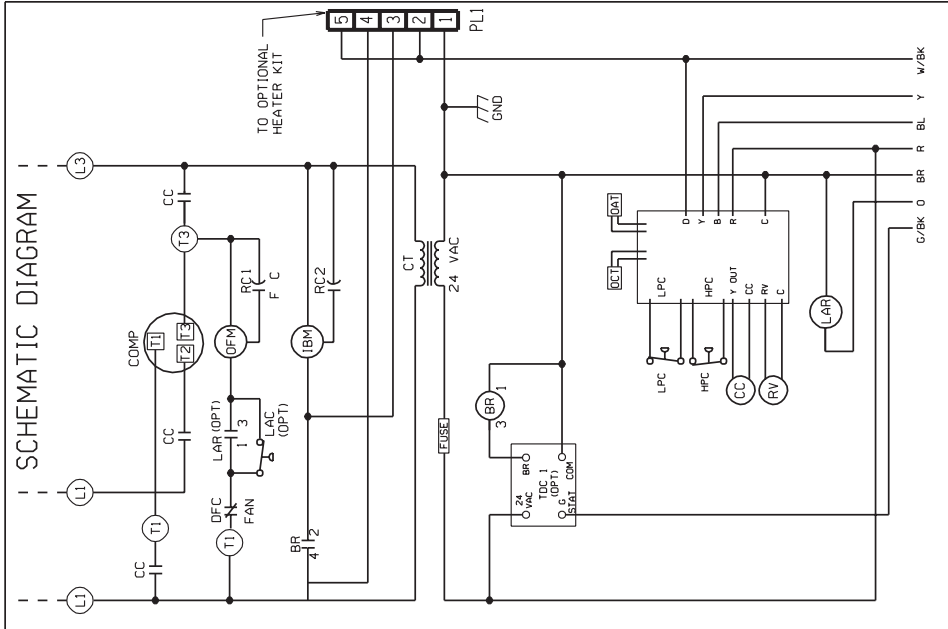 SCHEMATIC DIAGRAM
L1
L1
L3
CC
T1
CC
COMP
T1
T2
T3
T3
CC
T1
DFC
FAN
LAR (OPT)
1 3
LAC
(OPT)
OFM
RC1
F C
BR
4 2
IBM
RC2
CT
24 VAC
FUSE
TO OPTIONAL
HEATER KIT
5
4
3
2
1
PL1
GND
BR
3 1
24
VAC
BR
TDC 1
(OPT)
G
STAT
COM
OCT
OAT
LPC
HPC
Y OUT
CC
RV
C
D
Y
B
R
C
LPC
HPC
CC
RV
LAR
W/BK
Y
BL
R
BR
O
G/BK